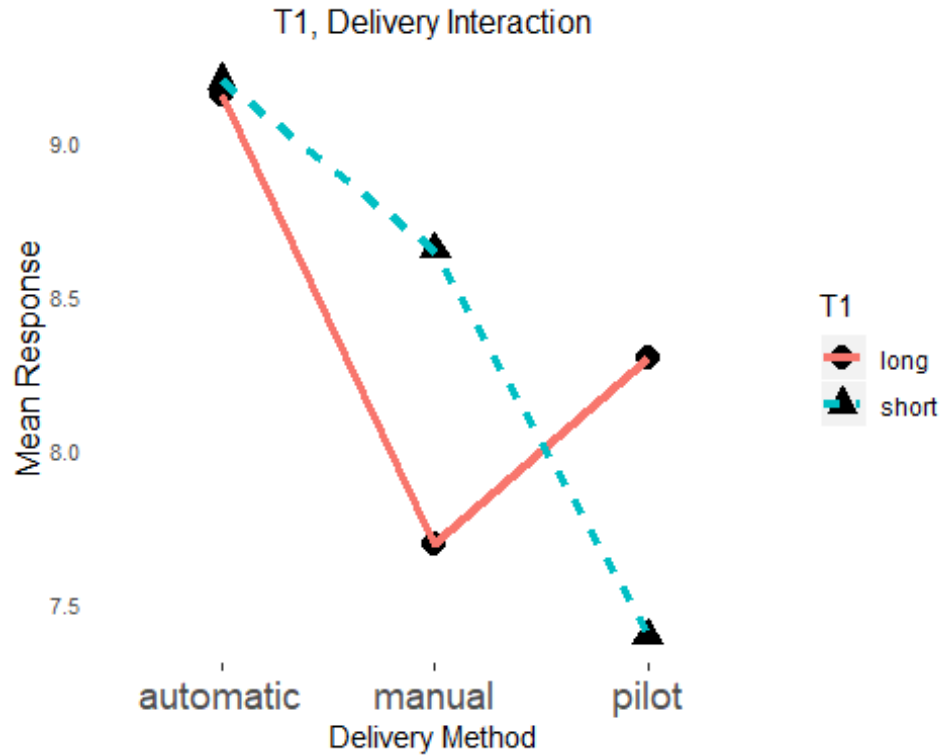 T1, Delivery Interaction
Mean Response
9.0
8.5
8.0
7.5
automatic
manual
pilot
Delivery Method
T1
long
short